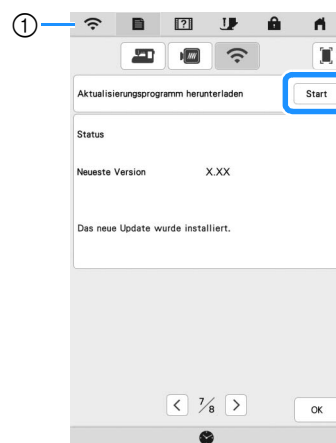 ①
Aktualisierungsprogramm herunterladen Start
Status
Neueste Version X.XX
Das neue Update wurde installiert.
< 7/8 > OK